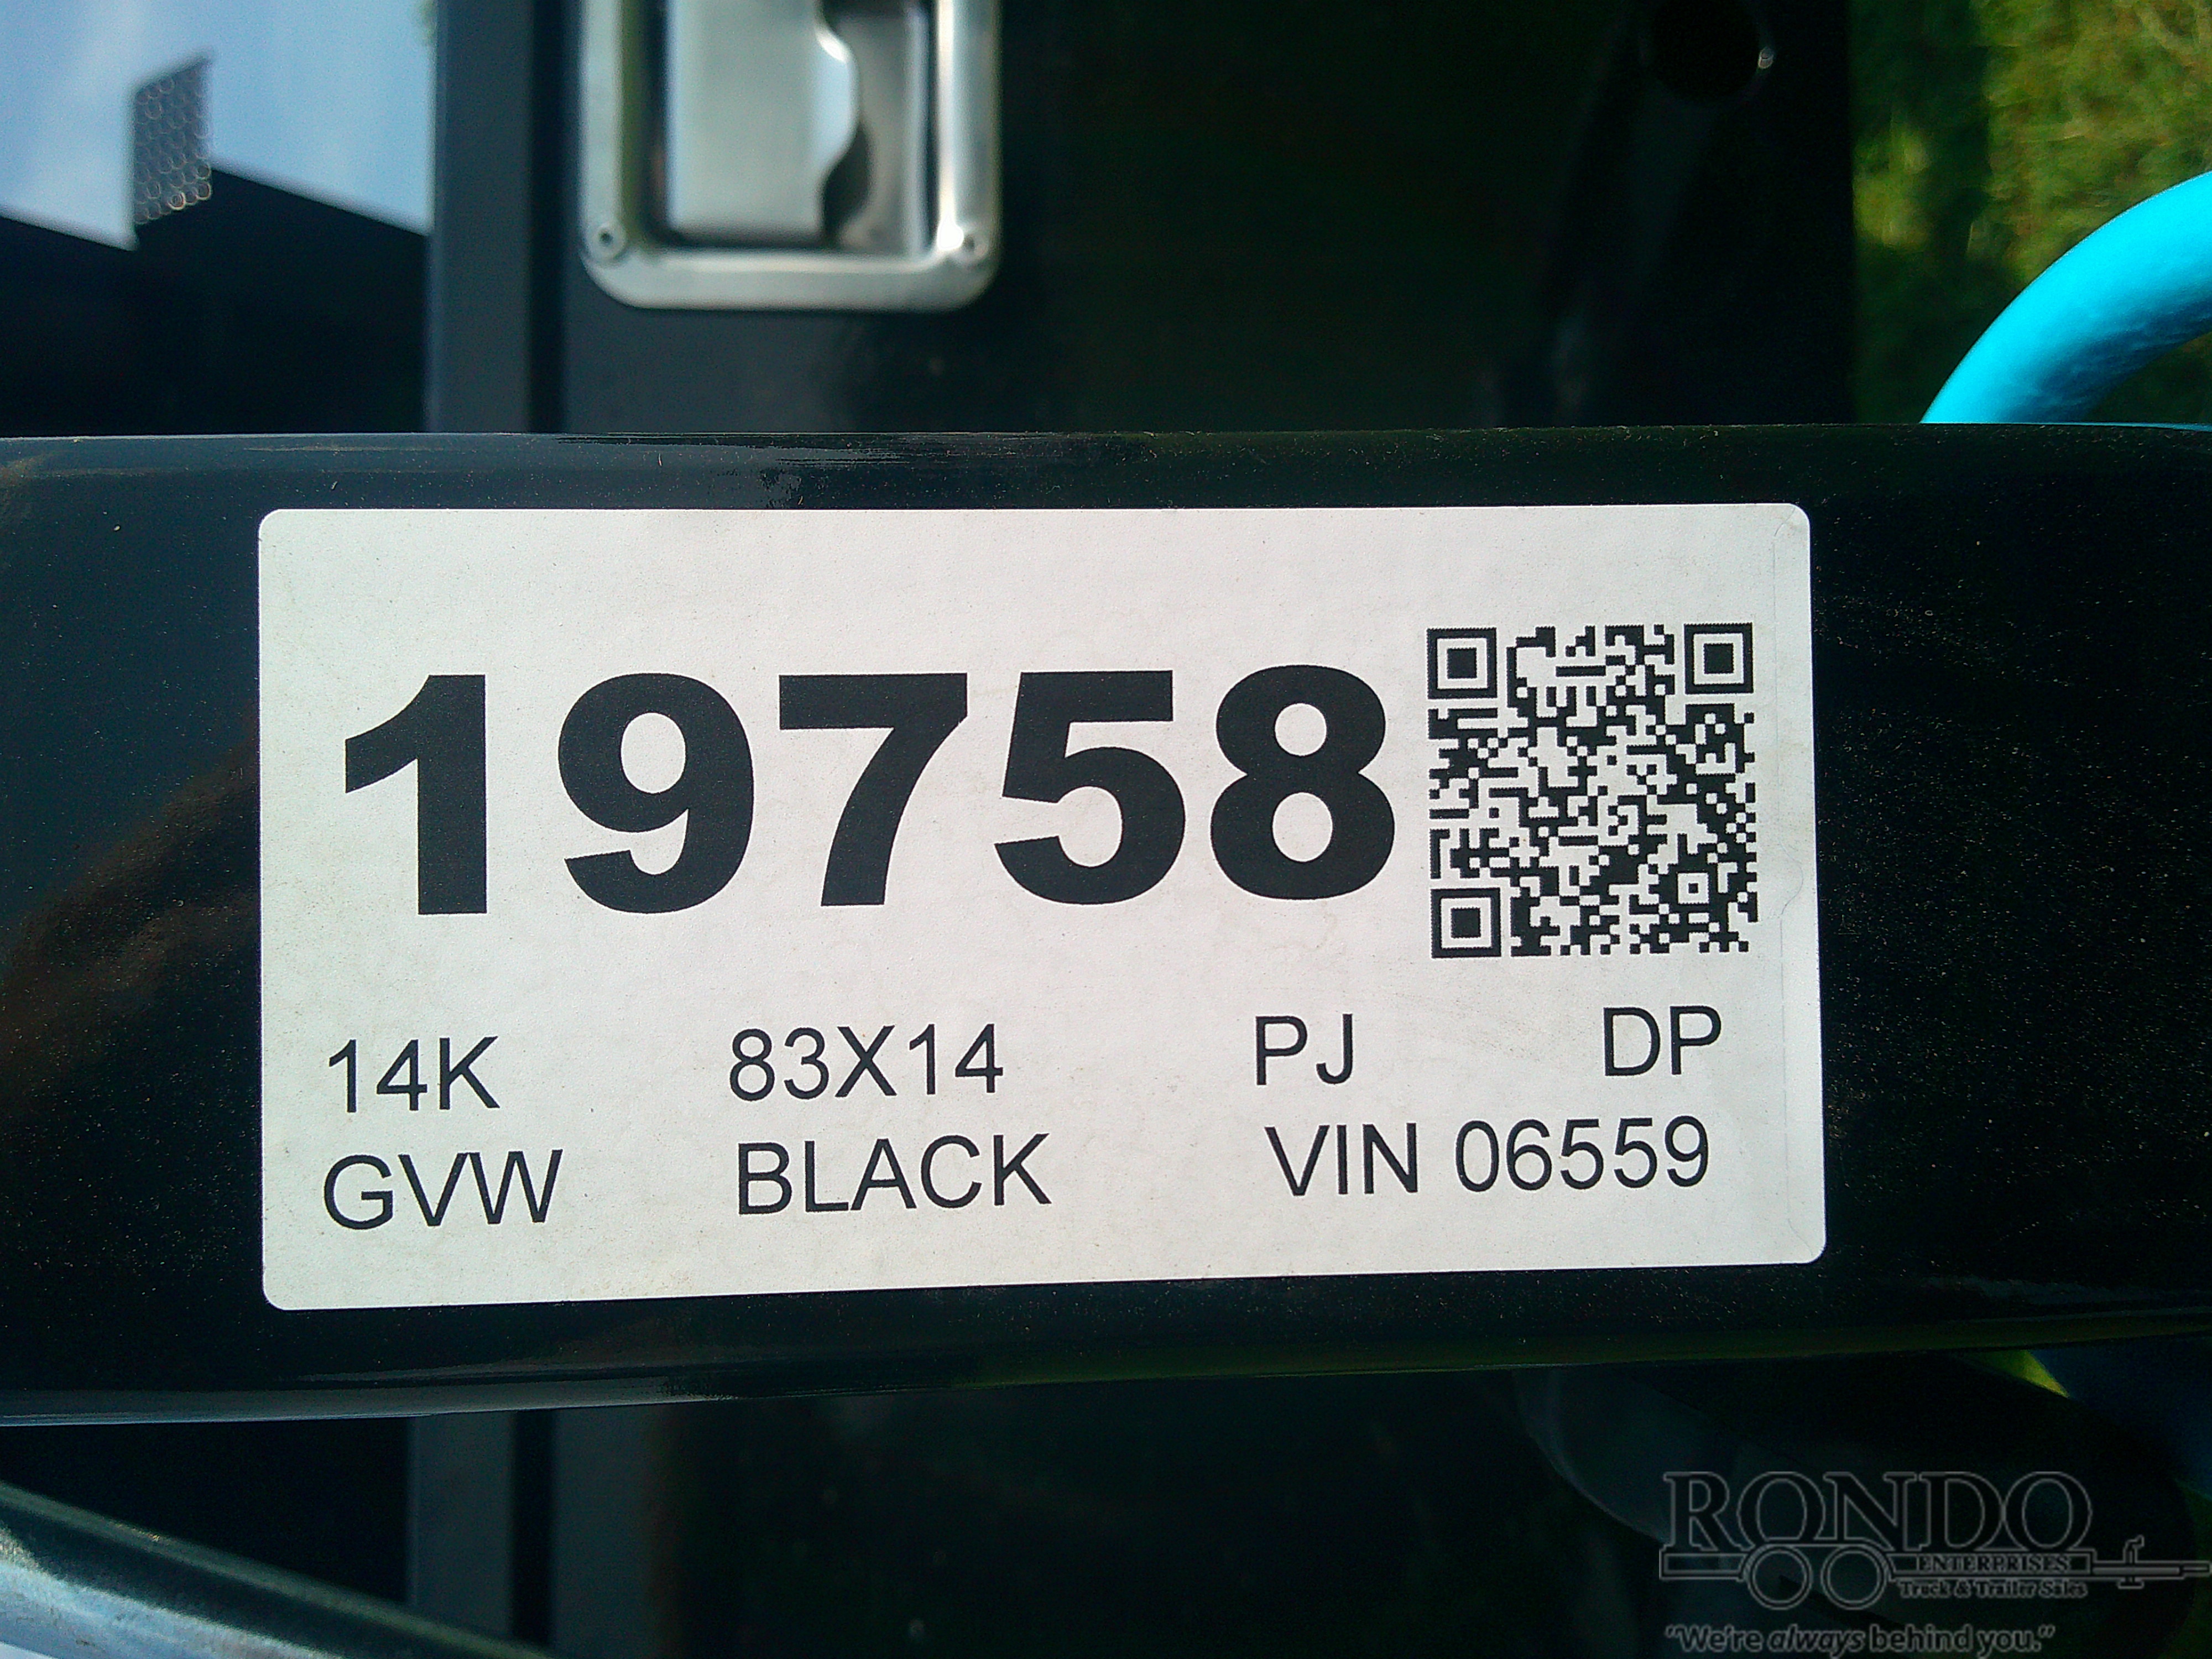 19758
14K 83X14 PJ DP
GVW BLACK VIN 06559
RONDO
ENTERPRISES
Truck & Trailer Sales
"We're always behind you."